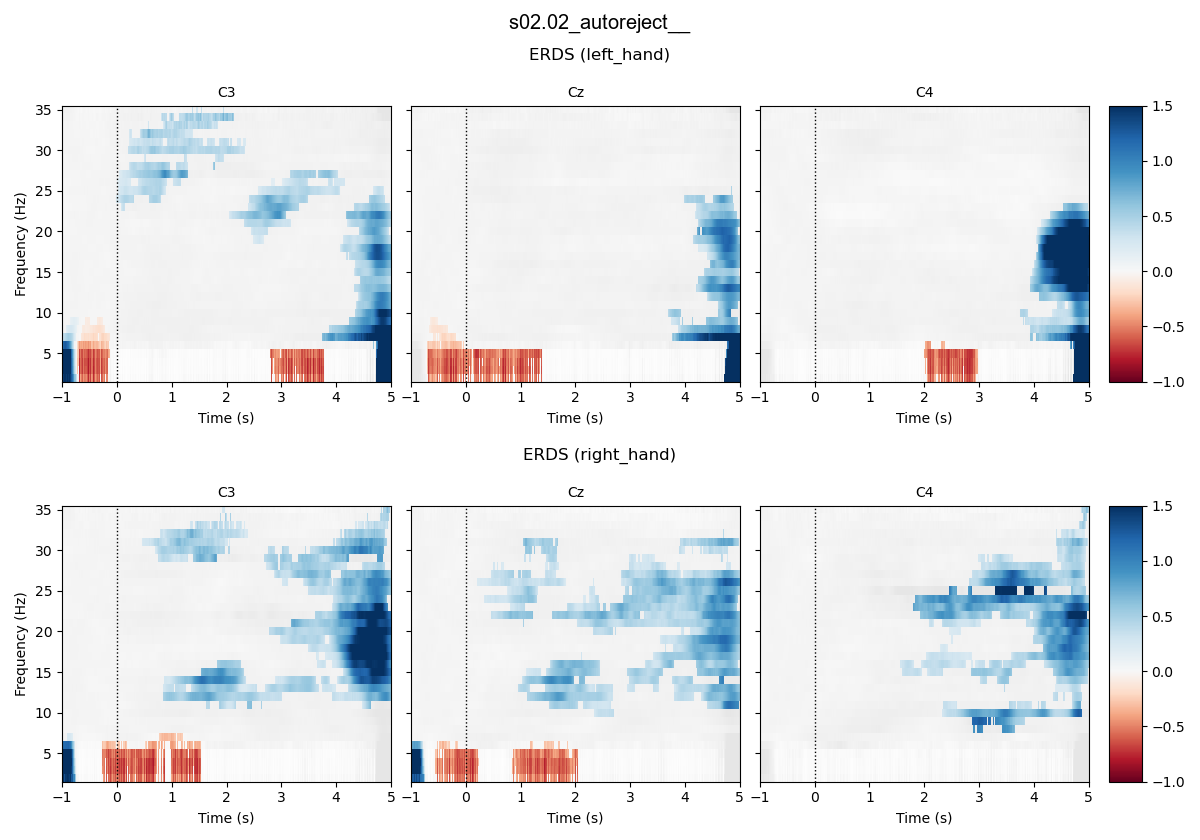 s02.02_autoreject__
ERDS (left_hand)
C3 Cz C4
Frequency (Hz)
35
30
25
20
15
10
5
−1 0 1 2 3 4 5
−1 0 1 2 3 4 5
−1 0 1 2 3 4 5
Time (s) Time (s) Time (s)
1.5
1.0
0.5
0.0
−0.5
−1.0
ERDS (right_hand)
C3 Cz C4
Frequency (Hz)
35
30
25
20
15
10
5
−1 0 1 2 3 4 5
−1 0 1 2 3 4 5
−1 0 1 2 3 4 5
Time (s) Time (s) Time (s)
1.5
1.0
0.5
0.0
−0.5
−1.0